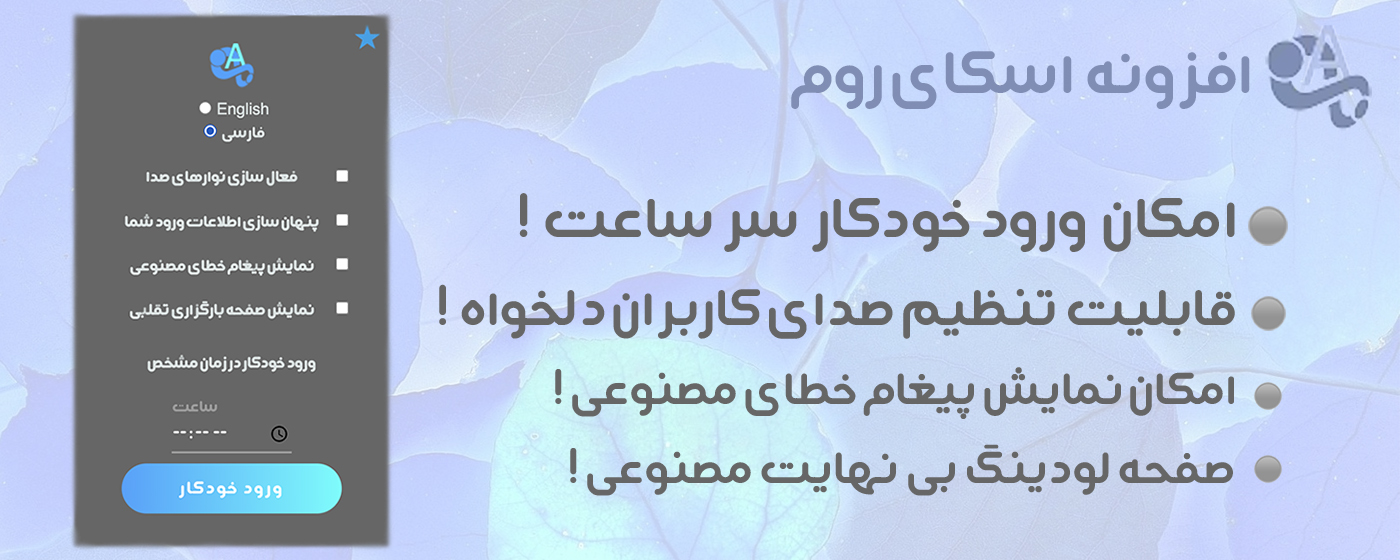 افزونه اسکای روم
امکان ورود خودکار سر ساعت !
قابلیت تنظیم صدای کاربران دلخواه !
امکان نمایش پیغام خطای مصنوعی !
صفحه لودینگ بی نهایت مصنوعی !
A
English
فارسی
فعال سازی نوارهای صدا
پنهان سازی اطلاعات ورود شما
نمایش پیغام خطای مصنوعی
نمایش صفحه بارگزاری تقلبی
ورود خودکار در زمان مشخص
ساعت
--:-- --
ورود خودکار